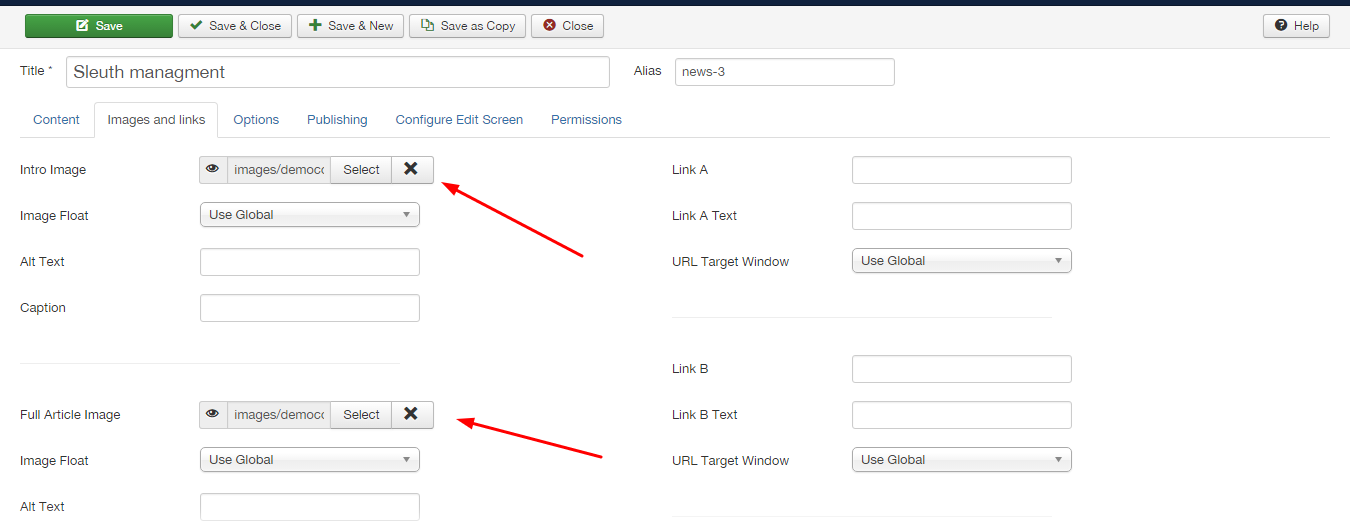 Save Save & Close Save & New Save as Copy Close Help
Title * Sleuth managment Alias news-3
Content Images and links Options Publishing Configure Edit Screen Permissions
Intro Image images/democ Select
Image Float Use Global
Alt Text
Caption
Full Article Image images/democ Select
Image Float Use Global
Alt Text
Link A
Link A Text
URL Target Window Use Global
Link B
Link B Text
URL Target Window Use Global